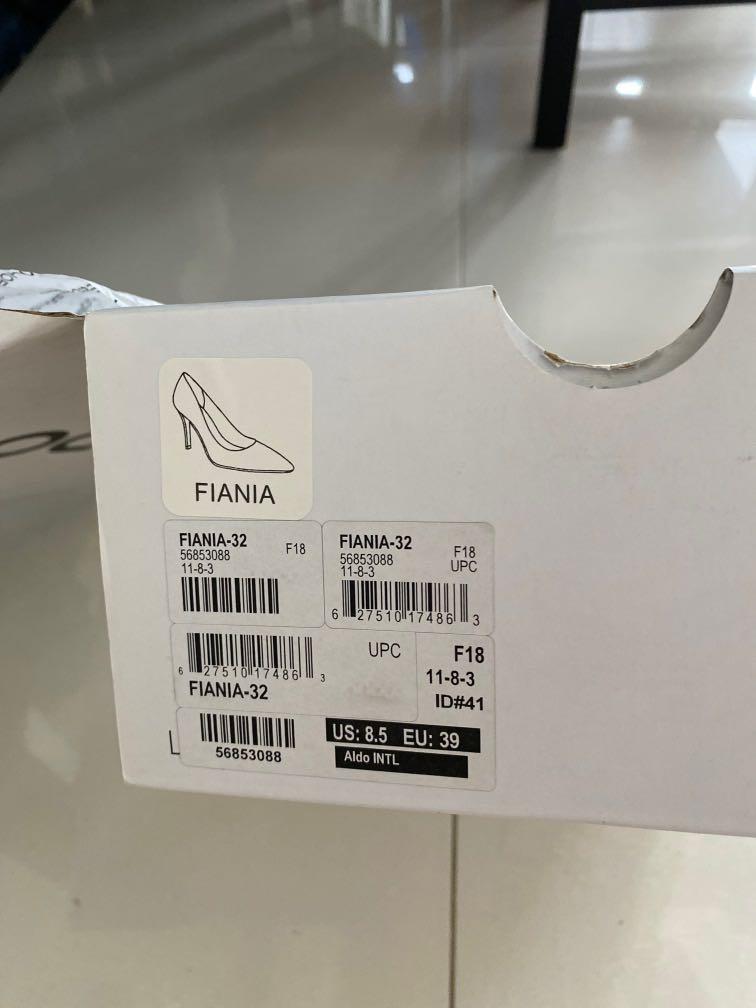 FIANIA
FIANIA-32
56853088
11-8-3
F18
FIANIA-32
56853088
11-8-3
F18
UPC
6 27510 17486 3
6 27510 17486 3
UPC
FIANIA-32
F18
11-8-3
ID#41
56853088
US: 8.5 EU: 39
Aldo INTL